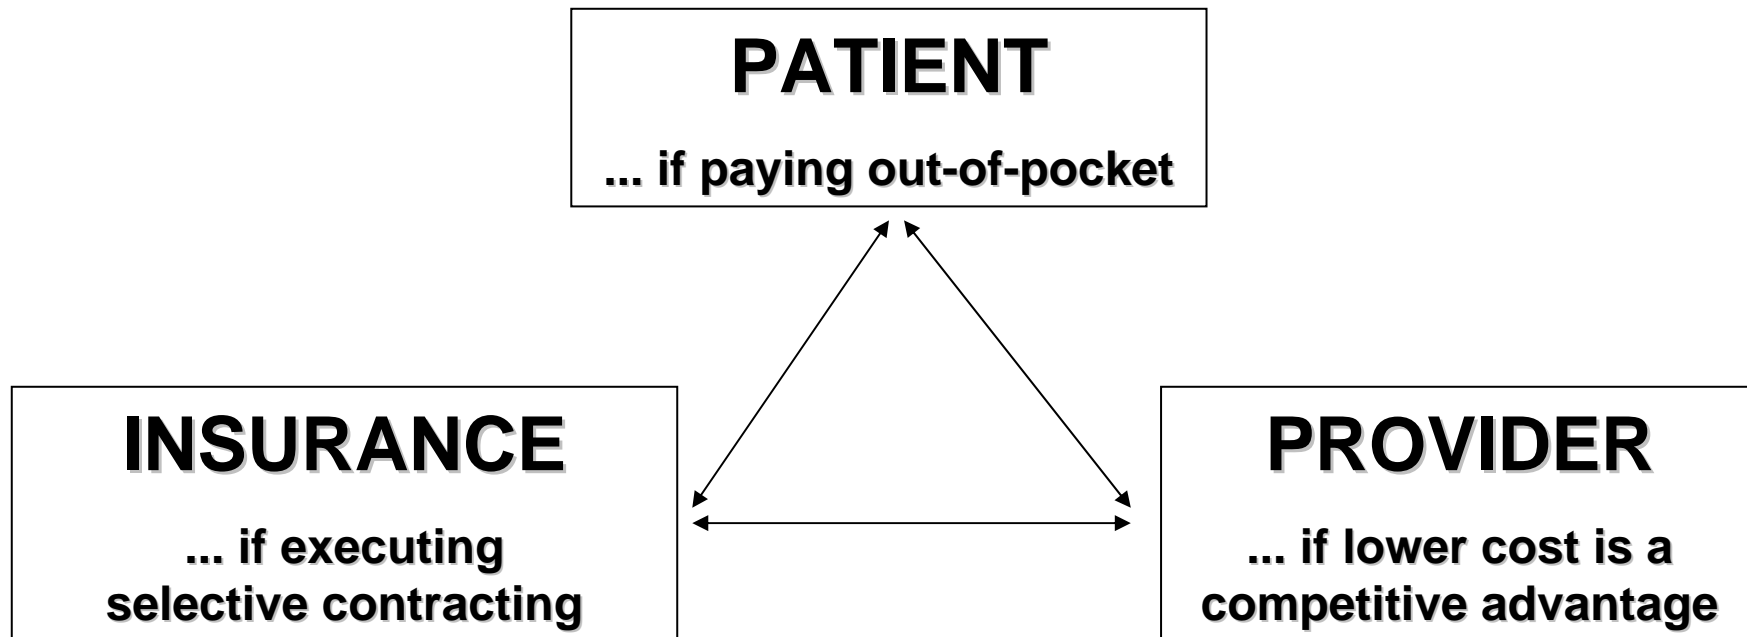 PATIENT
... if paying out-of-pocket
INSURANCE
... if executing
selective contracting
PROVIDER
... if lower cost is a
competitive advantage